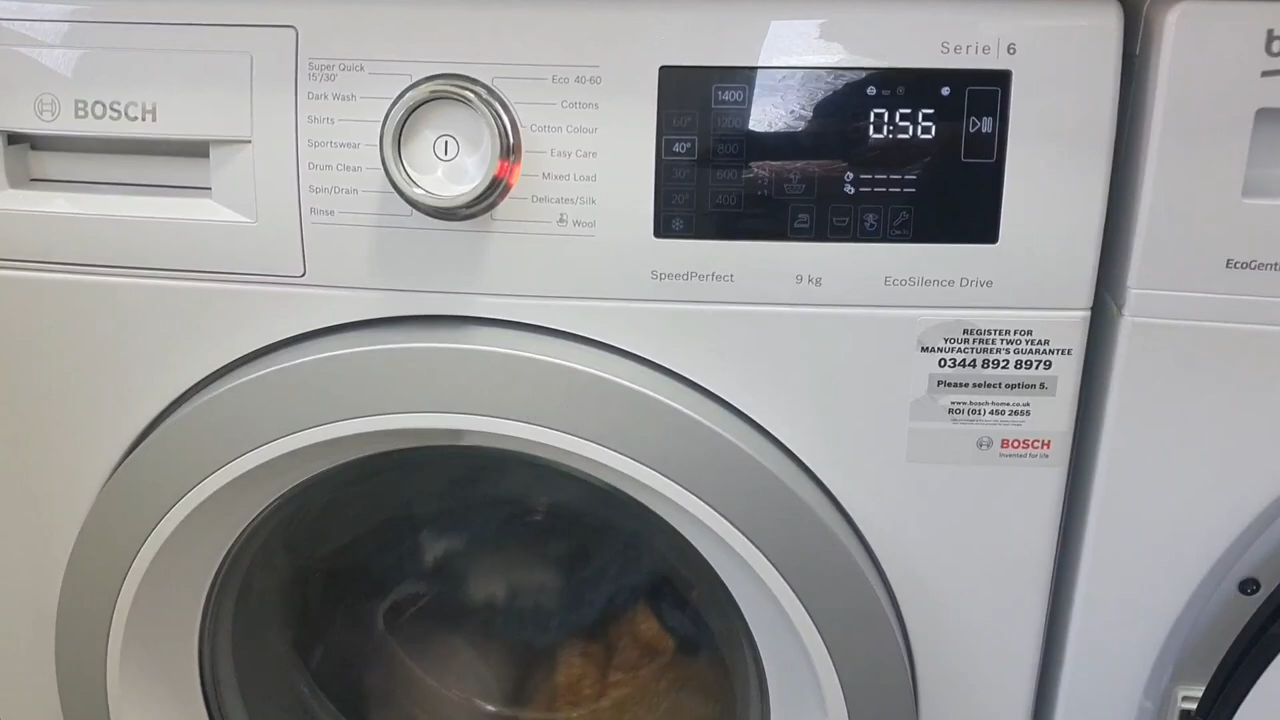 Serie | 6
BOSCH
Super Quick
15'/30'
Dark Wash
Shirts
Sportswear
Drum Clean
Spin/Drain
Rinse
Eco 40-60
Cottons
Cotton Colour
Easy Care
Mixed Load
Delicates/Silk
Wool
60°
40°
30°
20°
1400
1200
800
600
400
0:56
SpeedPerfect
9 kg
EcoSilence Drive
REGISTER FOR
YOUR FREE TWO YEAR
MANUFACTURER'S GUARANTEE
0344 892 8979
Please select option 5.
www.bosch-home.co.uk
ROI (01) 450 2655
BOSCH
Invented for life
EcoGent